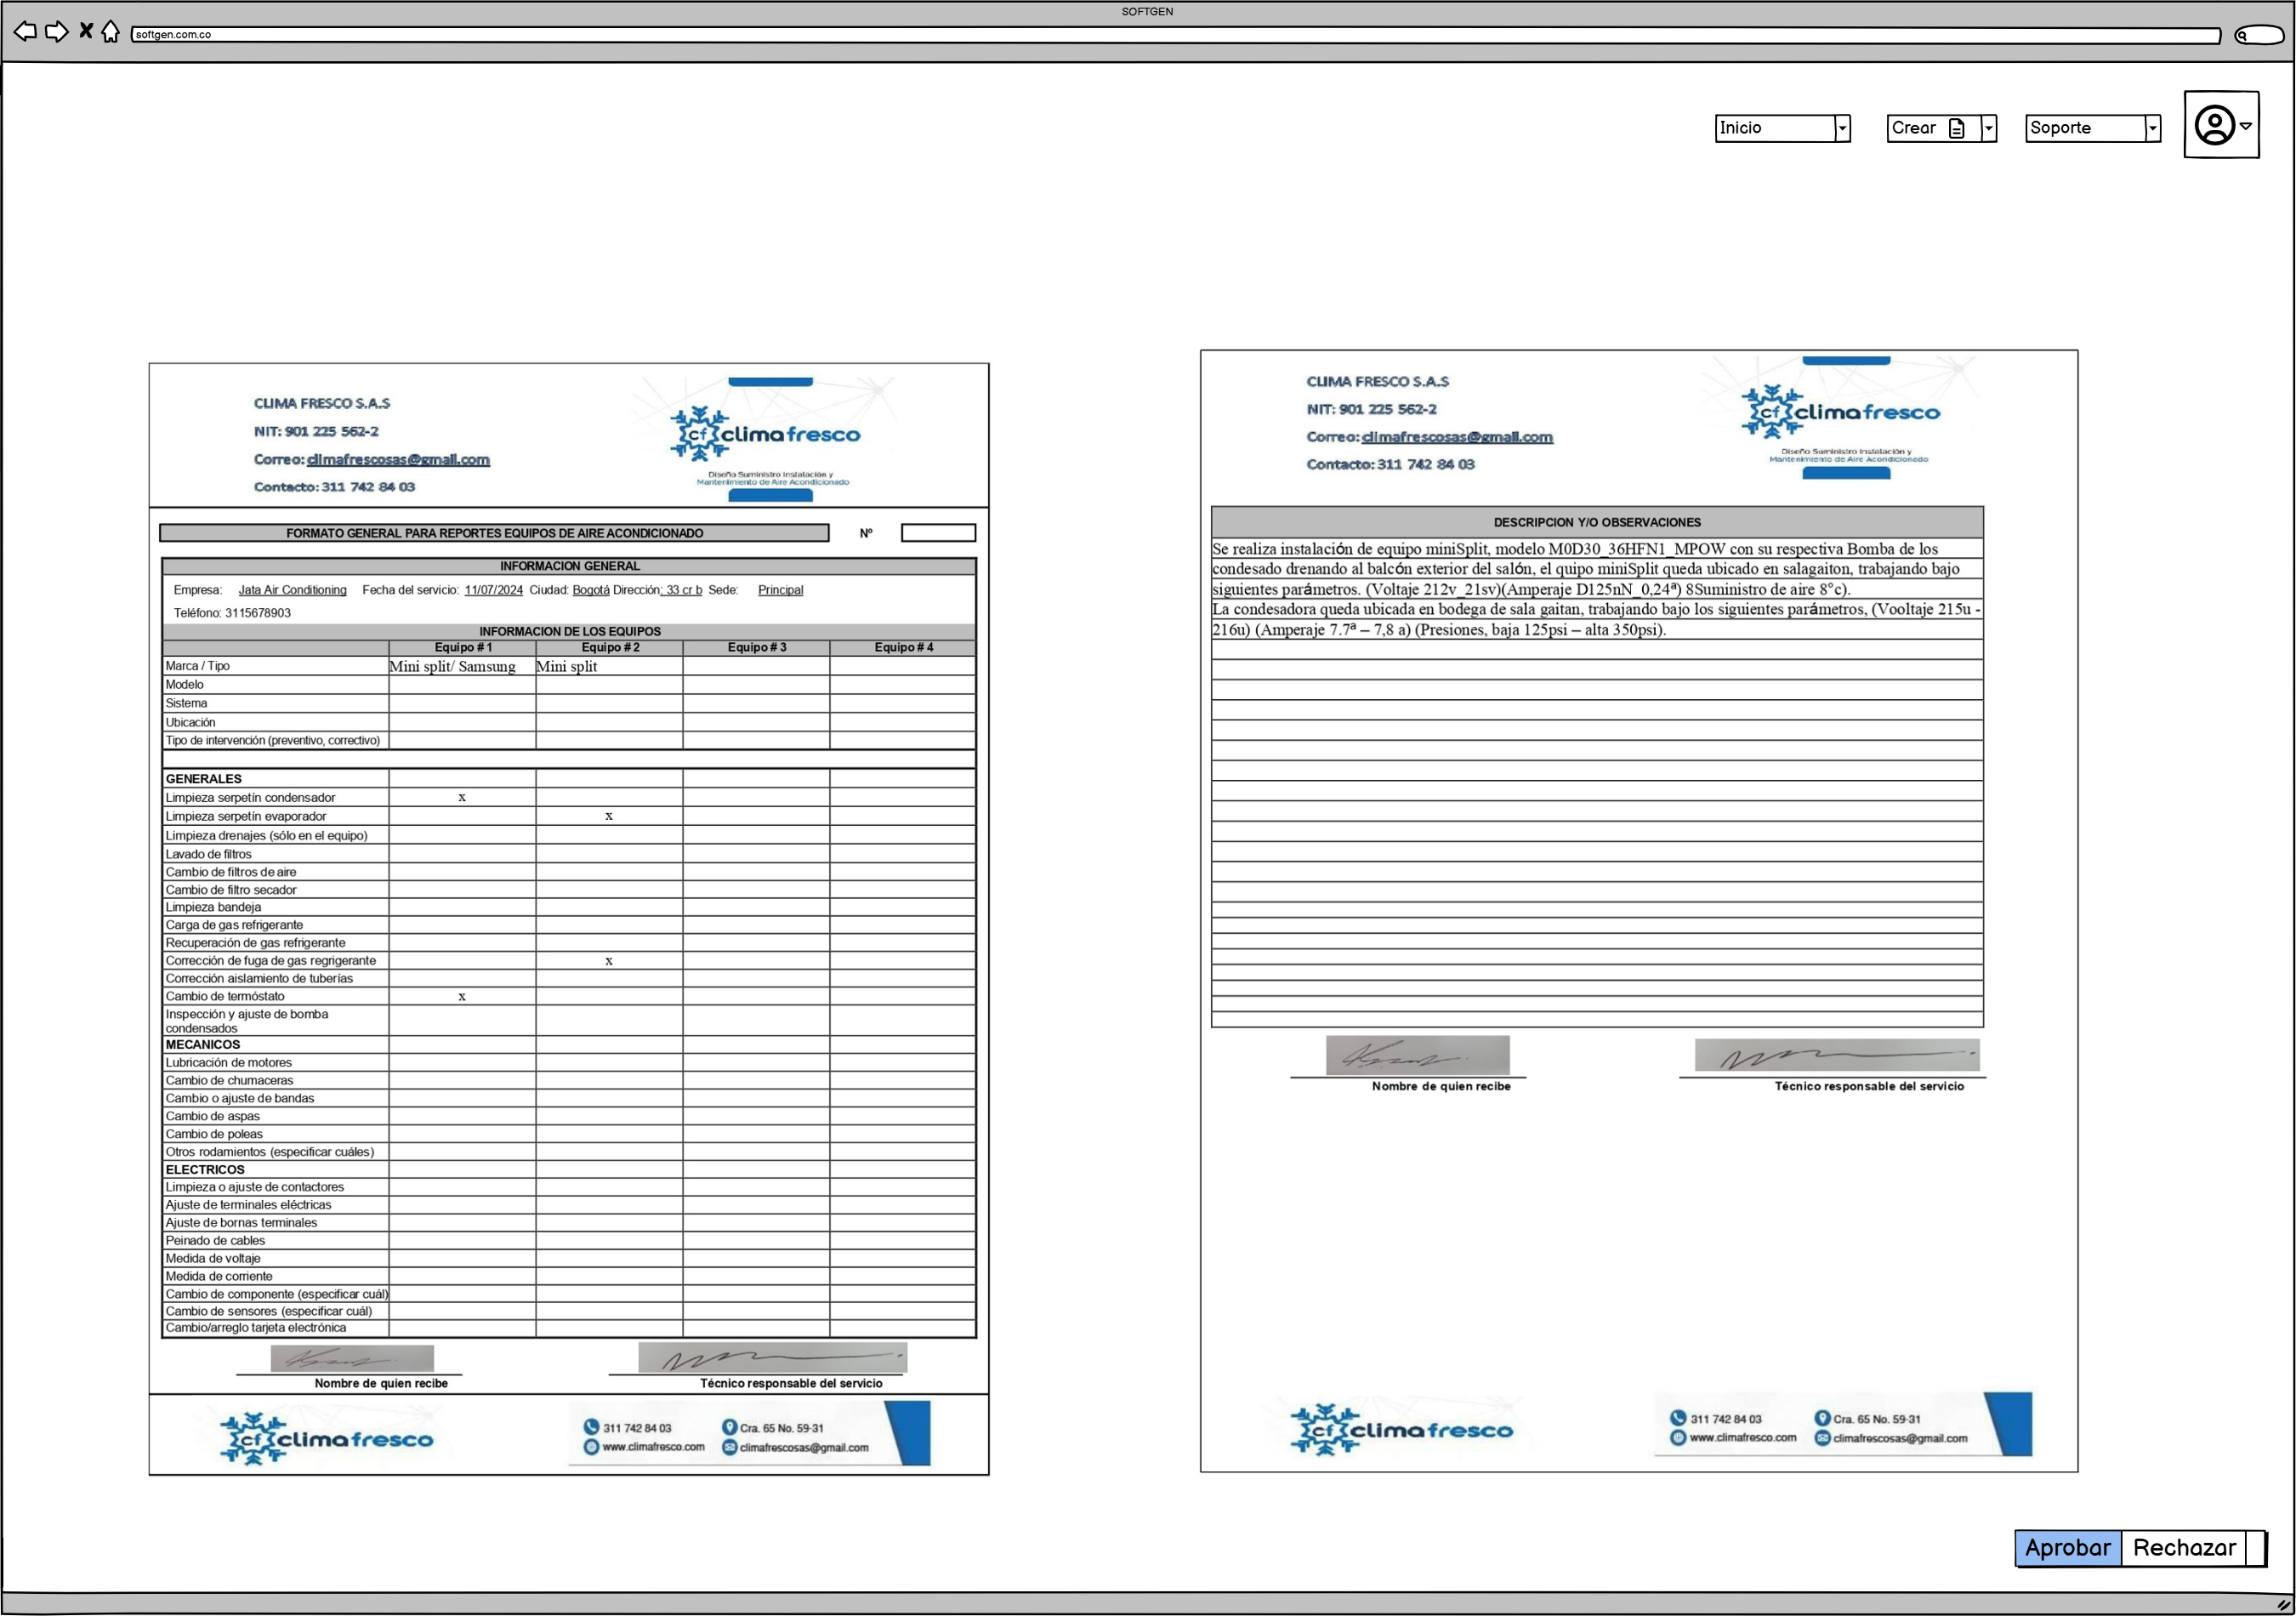 SOFTGEN
softgen.com.co
Inicio
Crear
Soporte
CLIMA FRESCO S.A.S
NIT: 901 225 562-2
Correo: climafrescosas@gmail.com
Contacto: 311 742 84 03
cf climafresco
Diseño Suministro Instalación y
Mantenimiento de Aire Acondicionado
FORMATO GENERAL PARA REPORTES EQUIPOS DE AIRE ACONDICIONADO Nº
INFORMACION GENERAL
Empresa: Jata Air Conditioning Fecha del servicio: 11/07/2024 Ciudad: Bogotá Dirección: 33 cr b Sede: Principal
Teléfono: 3115678903
INFORMACION DE LOS EQUIPOS
Equipo # 1 Equipo # 2 Equipo # 3 Equipo # 4
Marca / Tipo Mini split/ Samsung Mini split
Modelo
Sistema
Ubicación
Tipo de intervención (preventivo, correctivo)
GENERALES
Limpieza serpetín condensador x
Limpieza serpetín evaporador x
Limpieza drenajes (sólo en el equipo)
Lavado de filtros
Cambio de filtros de aire
Cambio de filtro secador
Limpieza bandeja
Carga de gas refrigerante
Recuperación de gas refrigerante
Corrección de fuga de gas regrigerante x
Corrección aislamiento de tuberías
Cambio de termóstato x
Inspección y ajuste de bomba
condensados
MECANICOS
Lubricación de motores
Cambio de chumaceras
Cambio o ajuste de bandas
Cambio de aspas
Cambio de poleas
Otros rodamientos (especificar cuáles)
ELECTRICOS
Limpieza o ajuste de contactores
Ajuste de terminales eléctricas
Ajuste de bornas terminales
Peinado de cables
Medida de voltaje
Medida de corriente
Cambio de componente (especificar cuál)
Cambio de sensores (especificar cuál)
Cambio/arreglo tarjeta electrónica
Nombre de quien recibe Técnico responsable del servicio
cf climafresco
311 742 84 03 Cra. 65 No. 59-31
www.climafresco.com climafrescosas@gmail.com
CLIMA FRESCO S.A.S
NIT: 901 225 562-2
Correo: climafrescosas@gmail.com
Contacto: 311 742 84 03
cf climafresco
Diseño Suministro Instalación y
Mantenimiento de Aire Acondicionado
DESCRIPCION Y/O OBSERVACIONES
Se realiza instalación de equipo miniSplit, modelo M0D30_36HFN1_MPOW con su respectiva Bomba de los
condesado drenando al balcón exterior del salón, el quipo miniSplit queda ubicado en salagaiton, trabajando bajo
siguientes parámetros. (Voltaje 212v_21sv)(Amperaje D125nN_0,24ª) 8Suministro de aire 8°c).
La condesadora queda ubicada en bodega de sala gaitan, trabajando bajo los siguientes parámetros, (Vooltaje 215u -
216u) (Amperaje 7.7ª – 7,8 a) (Presiones, baja 125psi – alta 350psi).
Nombre de quien recibe Técnico responsable del servicio
cf climafresco
311 742 84 03 Cra. 65 No. 59-31
www.climafresco.com climafrescosas@gmail.com
Aprobar Rechazar